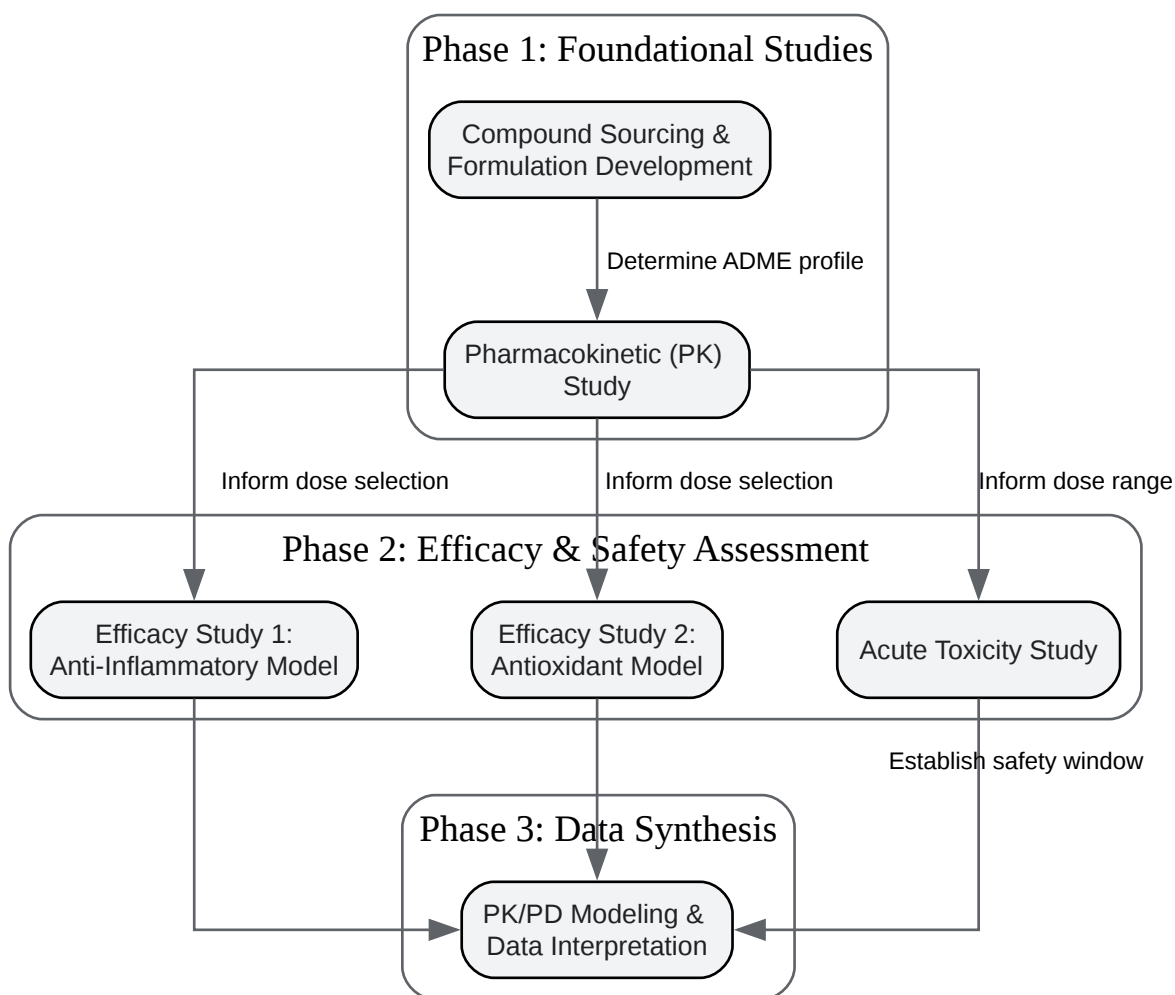 Phase 1: Foundational Studies
Compound Sourcing &
Formulation Development
Determine ADME profile
Pharmacokinetic (PK)
Study
Inform dose selection
Inform dose selection
Inform dose range
Phase 2: Efficacy & Safety Assessment
Efficacy Study 1:
Anti-Inflammatory Model
Efficacy Study 2:
Antioxidant Model
Acute Toxicity Study
Establish safety window
Phase 3: Data Synthesis
PK/PD Modeling &
Data Interpretation